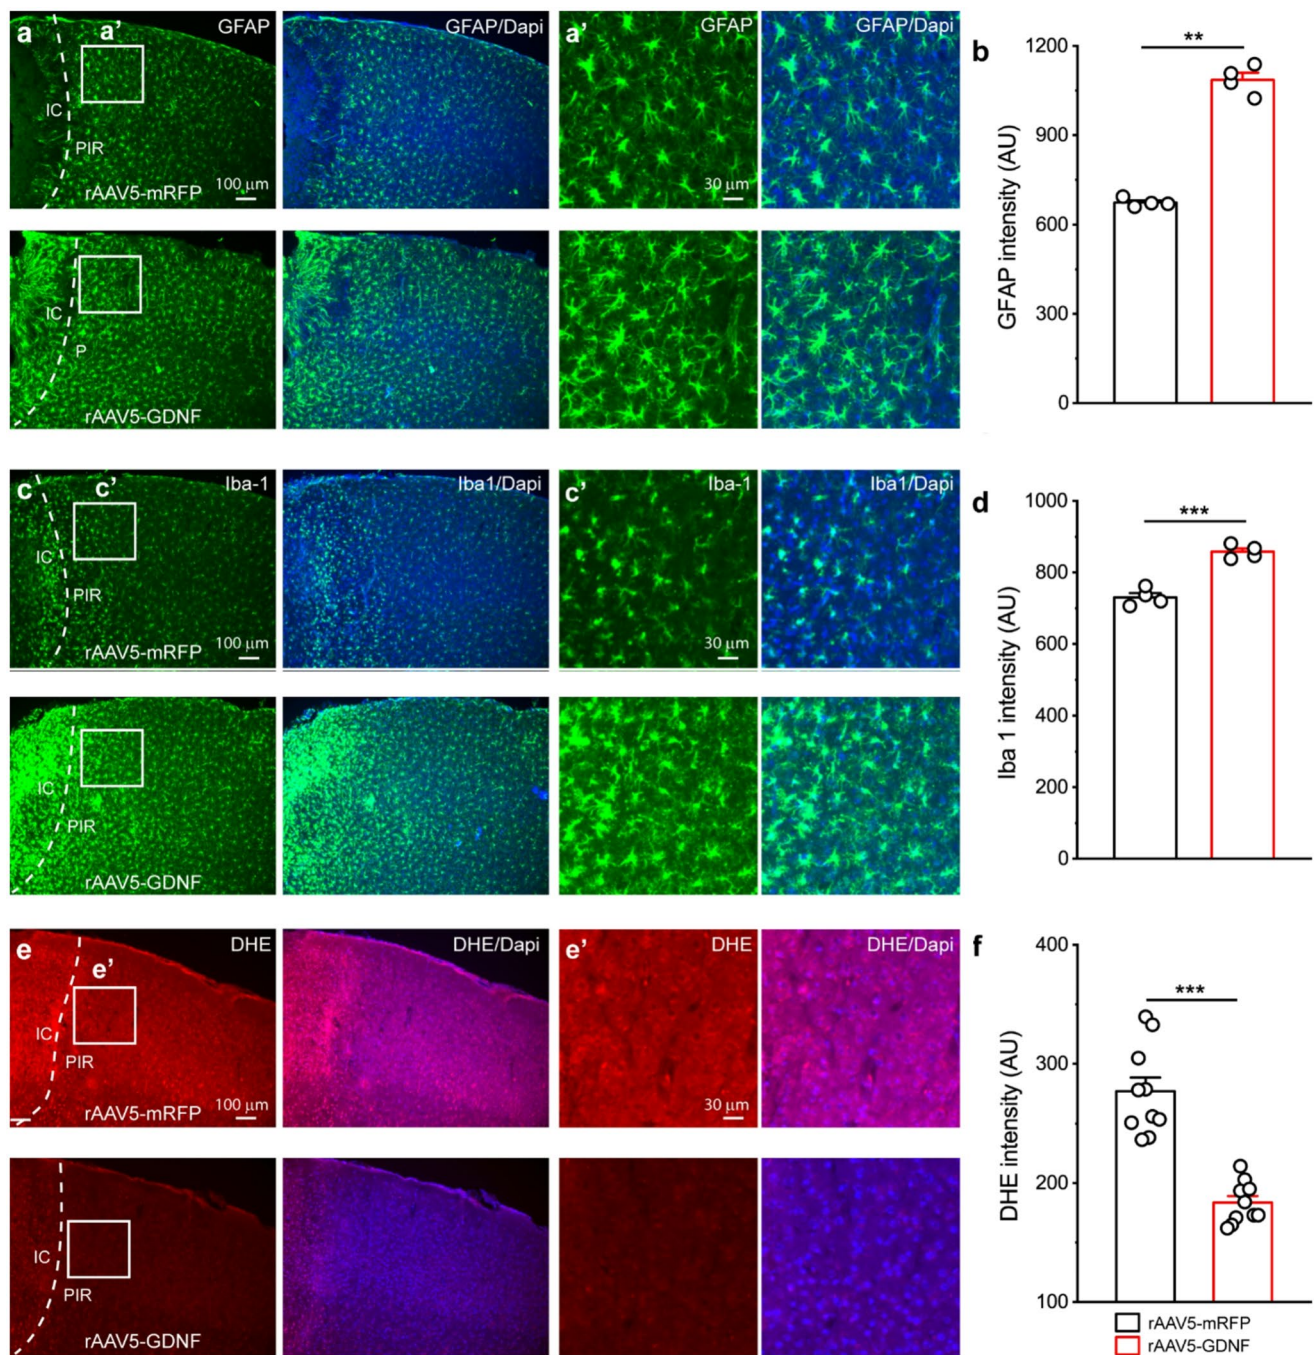 a
a'
GFAP
GFAP/Dapi
IC
PIR
rAAV5-mRFP
100 μm
a'
GFAP
GFAP/Dapi
30 μm
IC
P
rAAV5-GDNF
b
GFAP intensity (AU)
1200
900
600
300
0
**
c
c'
Iba-1
Iba1/Dapi
IC
PIR
rAAV5-mRFP
100 μm
c'
Iba-1
Iba1/Dapi
30 μm
IC
PIR
rAAV5-GDNF
d
Iba 1 intensity (AU)
1000
800
600
400
200
0
***
e
e'
DHE
DHE/Dapi
IC
PIR
rAAV5-mRFP
100 μm
e'
DHE
DHE/Dapi
30 μm
IC
PIR
rAAV5-GDNF
f
DHE intensity (AU)
400
300
200
100
***
rAAV5-mRFP
rAAV5-GDNF